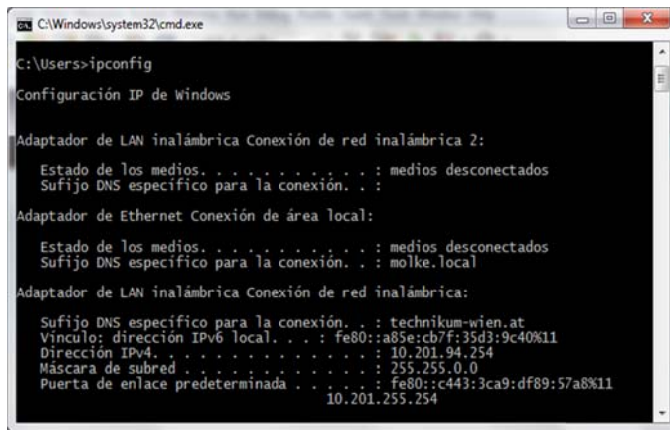 C:\Windows\system32\cmd.exe
C:\Users>ipconfig
Configuración IP de Windows
Adaptador de LAN inalámbrica Conexión de red inalámbrica 2:
Estado de los medios. . . . . . . . . . . : medios desconectados
Sufijo DNS específico para la conexión. . :
Adaptador de Ethernet Conexión de área local:
Estado de los medios. . . . . . . . . . . : medios desconectados
Sufijo DNS específico para la conexión. . : molke.local
Adaptador de LAN inalámbrica Conexión de red inalámbrica:
Sufijo DNS específico para la conexión. . : technikum-wien.at
Vínculo: dirección IPv6 local. . . : fe80::a85e:cb7f:35d3:9c40%11
Dirección IPv4. . . . . . . . . . . . . . : 10.201.94.254
Máscara de subred . . . . . . . . . . . . : 255.255.0.0
Puerta de enlace predeterminada . . . . . : fe80::c443:3ca9:df89:57a8%11
10.201.255.254